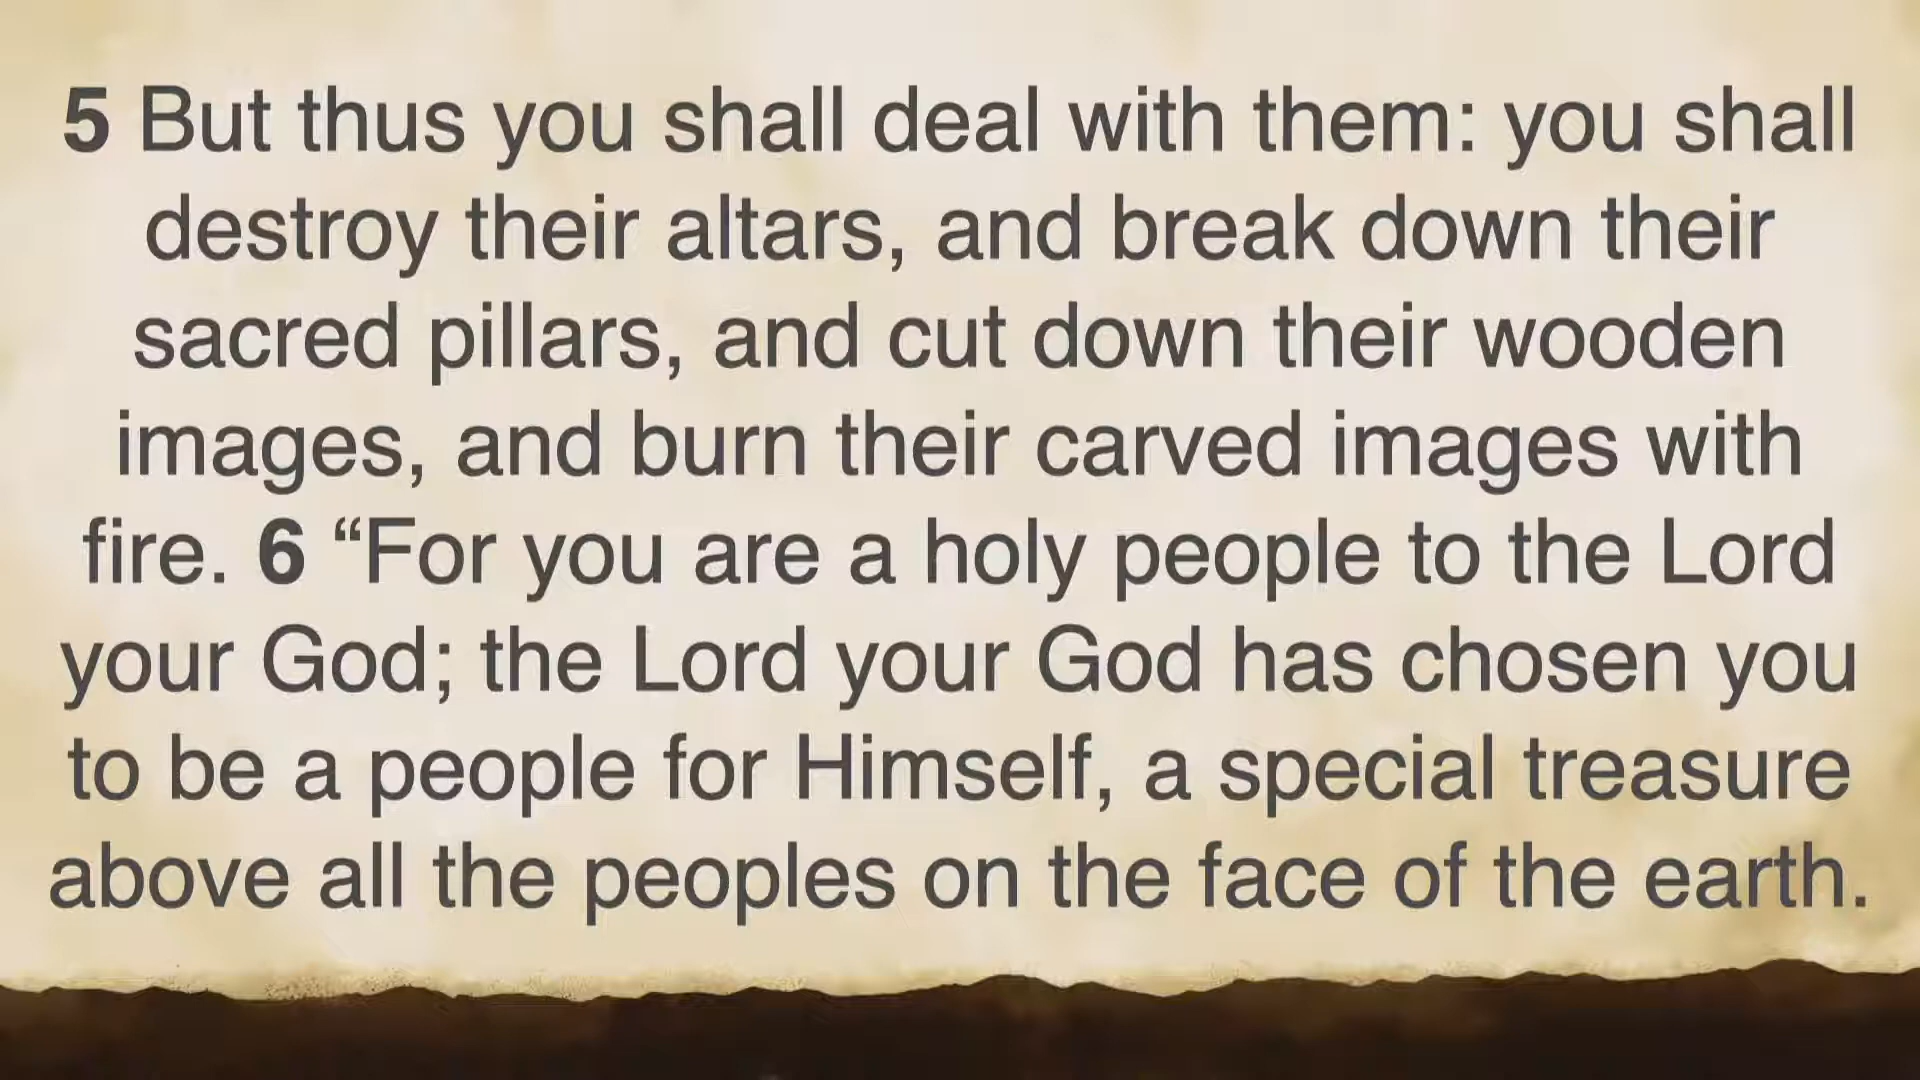 5 But thus you shall deal with them: you shall
destroy their altars, and break down their
sacred pillars, and cut down their wooden
images, and burn their carved images with
fire. 6 “For you are a holy people to the Lord
your God; the Lord your God has chosen you
to be a people for Himself, a special treasure
above all the peoples on the face of the earth.